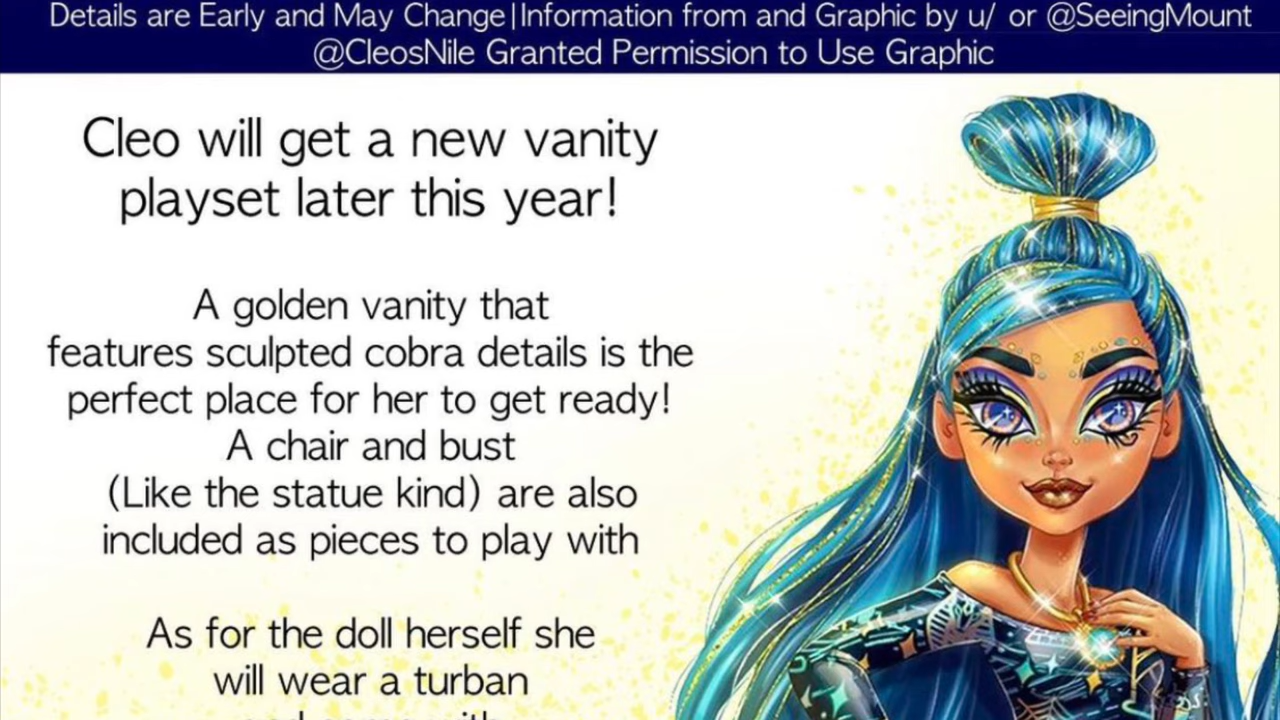 Details are Early and May Change|Information from and Graphic by u/ or @SeeingMount
@CleosNile Granted Permission to Use Graphic
Cleo will get a new vanity
playset later this year!
A golden vanity that
features sculpted cobra details is the
perfect place for her to get ready!
A chair and bust
(Like the statue kind) are also
included as pieces to play with
As for the doll herself she
will wear a turban